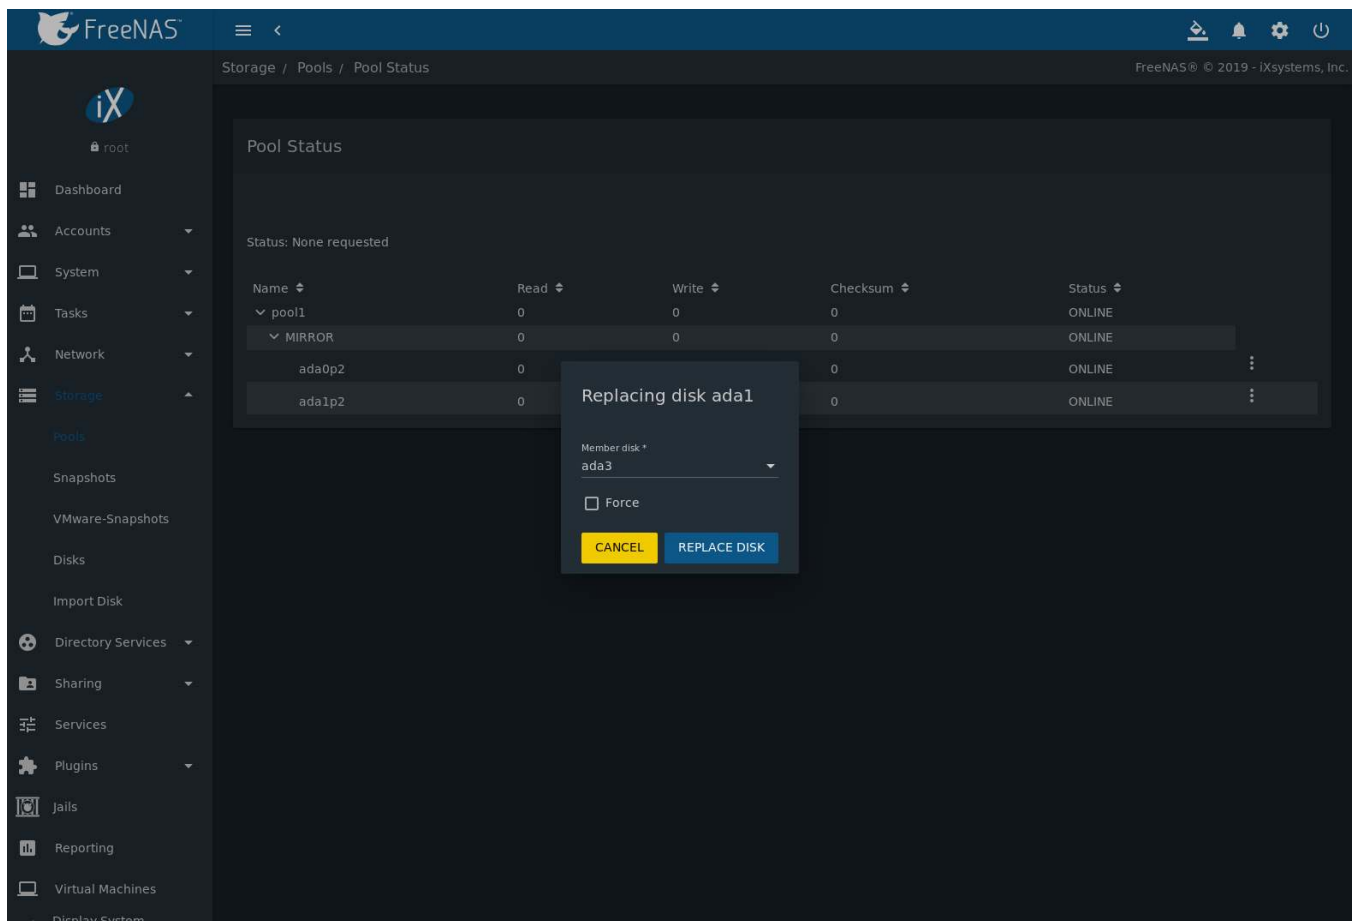 FreeNAS™
Storage / Pools / Pool Status
FreeNAS® © 2019 - iXsystems, Inc.
iX
root
Dashboard
Accounts
System
Tasks
Network
Storage
Pools
Snapshots
VMware-Snapshots
Disks
Import Disk
Directory Services
Sharing
Services
Plugins
Jails
Reporting
Virtual Machines
Display System
Pool Status
Status: None requested
Name Read Write Checksum Status
pool1 0 0 0 ONLINE
MIRROR 0 0 0 ONLINE
ada0p2 0 0 ONLINE
ada1p2 0 0 ONLINE
Replacing disk ada1
Member disk *
ada3
Force
CANCEL REPLACE DISK